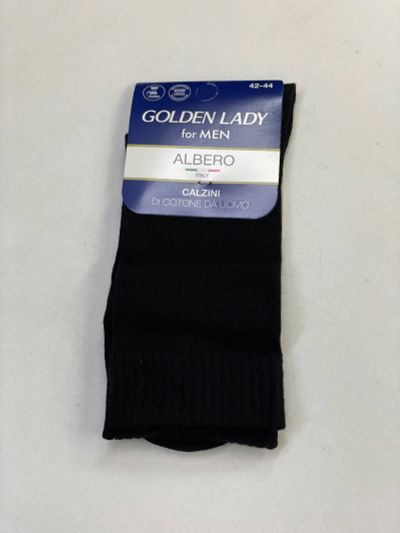 42-44
GOLDEN LADY
for MEN
ALBERO
ITALY
CALZINI
DI COTONE DA UOMO